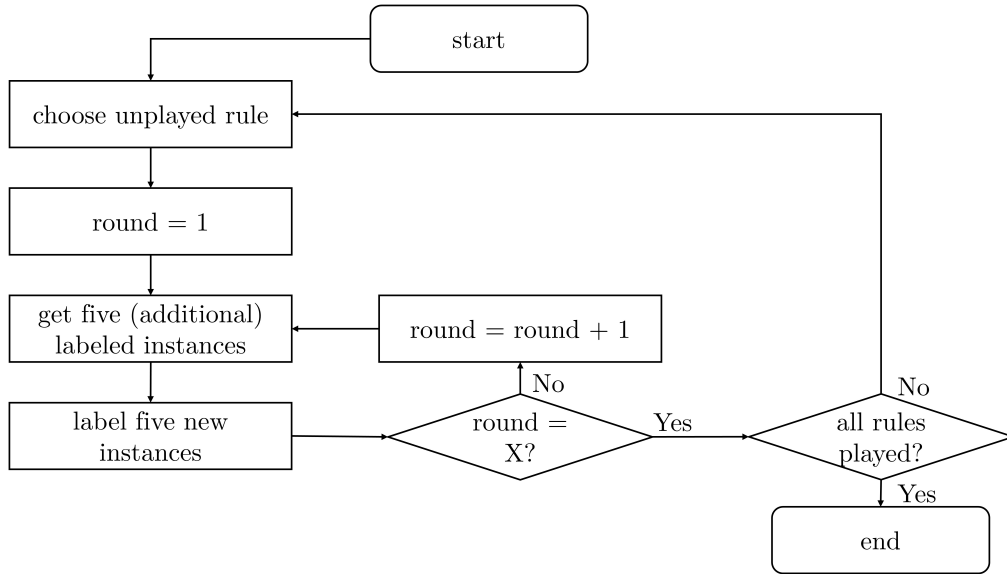 start
choose unplayed rule
round = 1
get five (additional)
labeled instances
round = round + 1
No
No
label five new
instances
round =
X?
Yes
all rules
played?
Yes
end